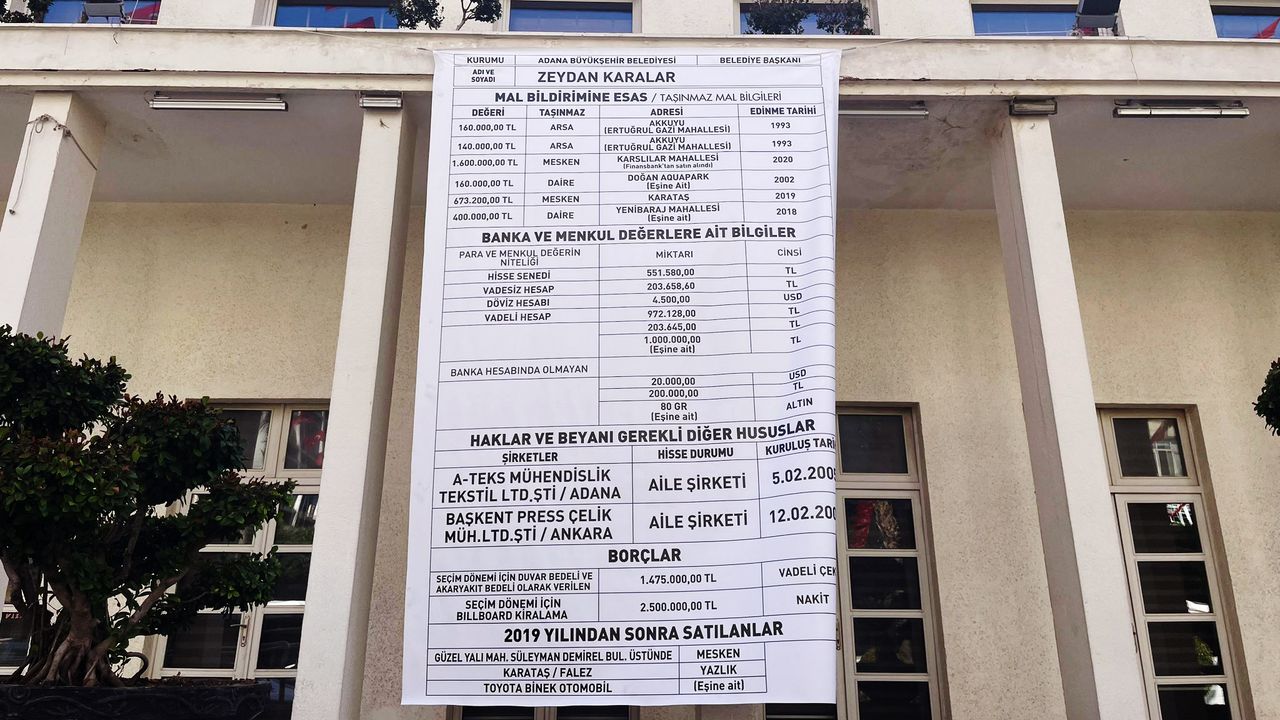 KURUMU ADANA BÜYÜKŞEHİR BELEDİYESİ BELEDİYE BAŞKANI
ADI VE SOYADI ZEYDAN KARALAR
MAL BİLDİRİMİNE ESAS / TAŞINMAZ MAL BİLGİLERİ
DEĞERİ TAŞINMAZ ADRESİ EDİNME TARİHİ
160.000,00 TL ARSA AKKUYU (ERTUĞRUL GAZİ MAHALLESİ) 1993
140.000,00 TL ARSA AKKUYU (ERTUĞRUL GAZİ MAHALLESİ) 1993
1.600.000,00 TL MESKEN KARSLILAR MAHALLESİ (Finansbank'tan satın alındı) 2020
160.000,00 TL DAİRE DOĞAN AQUAPARK (Eşine Ait) 2002
673.200,00 TL MESKEN KARATAŞ 2019
400.000,00 TL DAİRE YENİBARAJ MAHALLESİ (Eşine ait) 2018
BANKA VE MENKUL DEĞERLERE AİT BİLGİLER
PARA VE MENKUL DEĞERİN NİTELİĞİ MİKTARI CİNSİ
HİSSE SENEDİ 551.580,00 TL
VADESİZ HESAP 203.658,60 TL
DÖVİZ HESABI 4.500,00 USD
VADELİ HESAP 972.128,00 TL
203.645,00 TL
1.000.000,00 (Eşine ait) TL
BANKA HESABINDA OLMAYAN
20.000,00 USD
200.000,00 TL
80 GR (Eşine ait) ALTIN
HAKLAR VE BEYANI GEREKLİ DİĞER HUSUSLAR
ŞİRKETLER HİSSE DURUMU KURULUŞ TARİ
A-TEKS MÜHENDİSLİK TEKSTİL LTD.ŞTİ / ADANA AİLE ŞİRKETİ 5.02.200
BAŞKENT PRESS ÇELİK MÜH.LTD.ŞTİ / ANKARA AİLE ŞİRKETİ 12.02.200
BORÇLAR
SEÇİM DÖNEMİ İÇİN DUVAR BEDELİ VE AKARYAKIT BEDELİ OLARAK VERİLEN 1.475.000,00 TL VADELİ ÇEK
SEÇİM DÖNEMİ İÇİN BILLBOARD KİRALAMA 2.500.000,00 TL NAKİT
2019 YILINDAN SONRA SATILANLAR
GÜZEL YALI MAH. SÜLEYMAN DEMİREL BUL. ÜSTÜNDE MESKEN
KARATAŞ / FALEZ YAZLIK
TOYOTA BİNEK OTOMOBİL (Eşine ait)